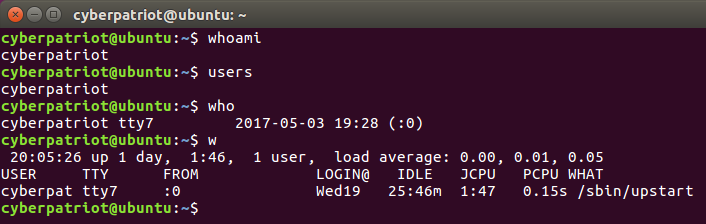 cyberpatriot@ubuntu: ~
cyberpatriot@ubuntu:~$ whoami
cyberpatriot
cyberpatriot@ubuntu:~$ users
cyberpatriot
cyberpatriot@ubuntu:~$ who
cyberpatriot tty7         2017-05-03 19:28 (:0)
cyberpatriot@ubuntu:~$ w
 20:05:26 up 1 day,  1:46,  1 user,  load average: 0.00, 0.01, 0.05
USER     TTY      FROM             LOGIN@   IDLE   JCPU   PCPU WHAT
cyberpat tty7     :0               Wed19   25:46m  1:47   0.15s /sbin/upstart
cyberpatriot@ubuntu:~$